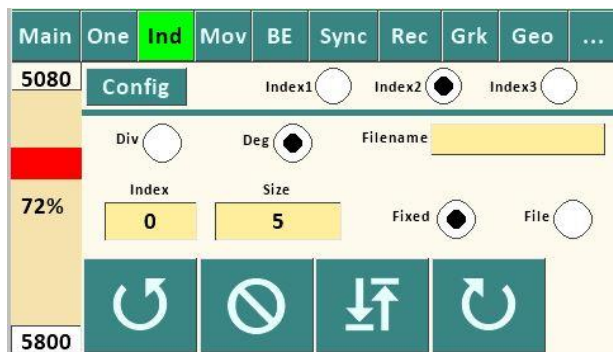 Main One Ind Mov BE Sync Rec Grk Geo ...
5080 Config Index1 Index2 Index3
Div Deg Filename
Index Size
72% 0 5 Fixed File
5800